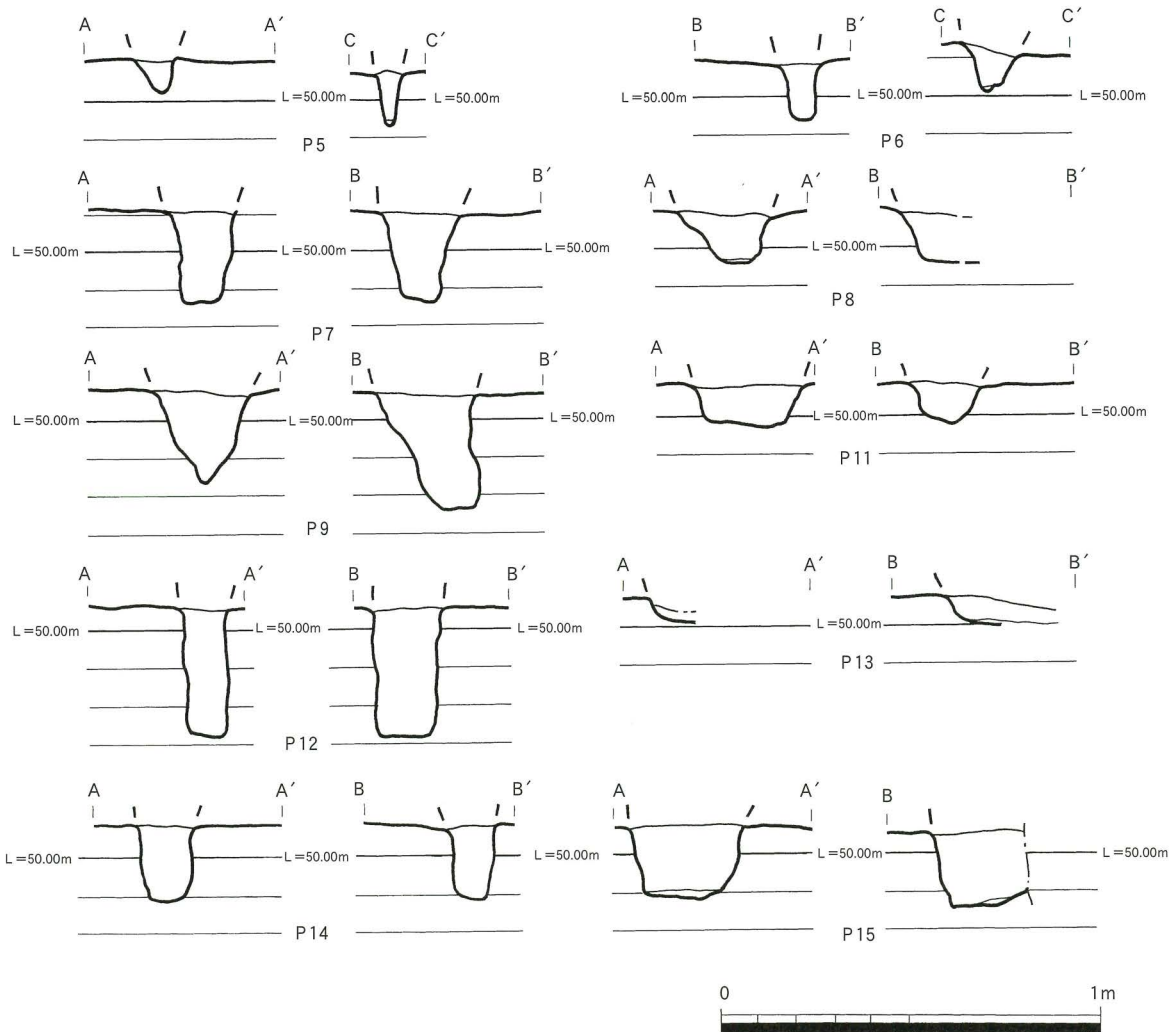 A A′ C C′ B B′ C C′
L=50.00m L=50.00m L=50.00m L=50.00m L=50.00m
P5 P6
A A′ B B′ A A′ B B′
L=50.00m L=50.00m L=50.00m L=50.00m L=50.00m
P7 P8
A A′ B B′ A A′ B B′
L=50.00m L=50.00m L=50.00m L=50.00m L=50.00m
P9 P11
A A′ B B′ A A′ B B′
L=50.00m L=50.00m L=50.00m L=50.00m
P12 P13
A A′ B B′ A A′ B
L=50.00m L=50.00m L=50.00m L=50.00m
P14 P15
0 1m